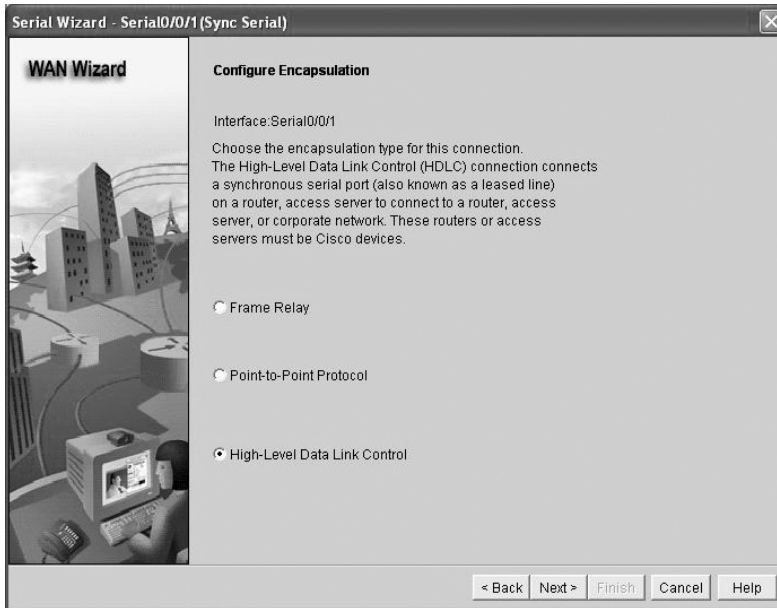 Serial Wizard - Serial0/0/1(Sync Serial)
WAN Wizard
Configure Encapsulation
Interface:Serial0/0/1
Choose the encapsulation type for this connection.
The High-Level Data Link Control (HDLC) connection connects
a synchronous serial port (also known as a leased line)
on a router, access server to connect to a router, access
server, or corporate network. These routers or access
servers must be Cisco devices.
Frame Relay
Point-to-Point Protocol
High-Level Data Link Control
< Back Next > Finish Cancel Help